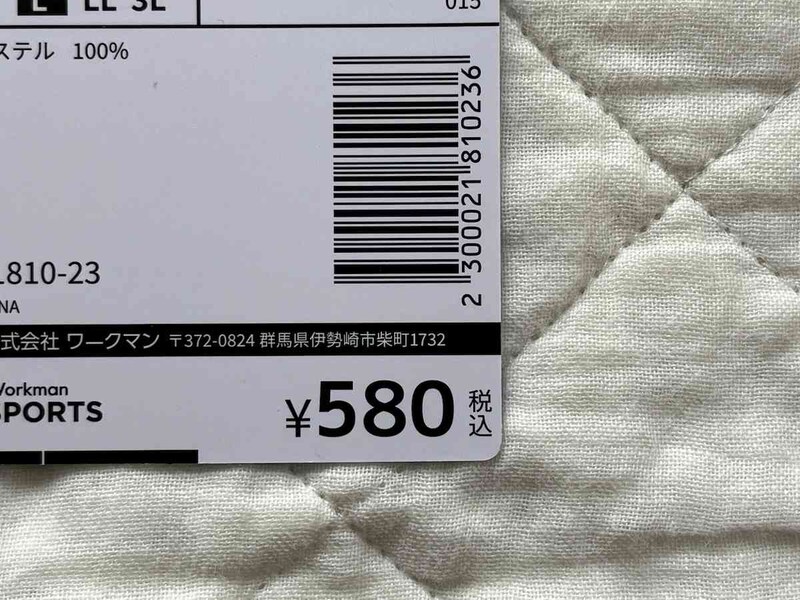 L LL 3L
015
ステル 100%
2 300021 810236
1810-23
NA
式会社 ワークマン 〒372-0824 群馬県伊勢崎市柴町1732
Workman
SPORTS
¥580 税込